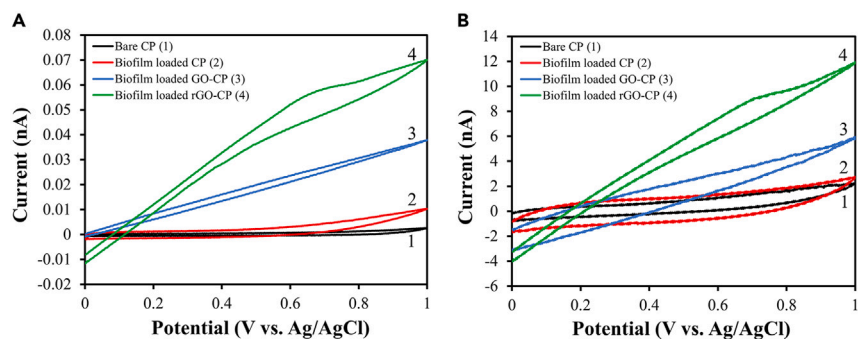 A
Current (nA)
0.08
0.07
0.06
0.05
0.04
0.03
0.02
0.01
0
-0.01
-0.02
Bare CP (1)
Biofilm loaded CP (2)
Biofilm loaded GO-CP (3)
Biofilm loaded rGO-CP (4)
4
3
2
1
0 0.2 0.4 0.6 0.8 1
Potential (V vs. Ag/AgCl)
B
Current (nA)
14
12
10
8
6
4
2
0
-2
-4
-6
Bare CP (1)
Biofilm loaded CP (2)
Biofilm loaded GO-CP (3)
Biofilm loaded rGO-CP (4)
4
3
2
1
0 0.2 0.4 0.6 0.8 1
Potential (V vs. Ag/AgCl)